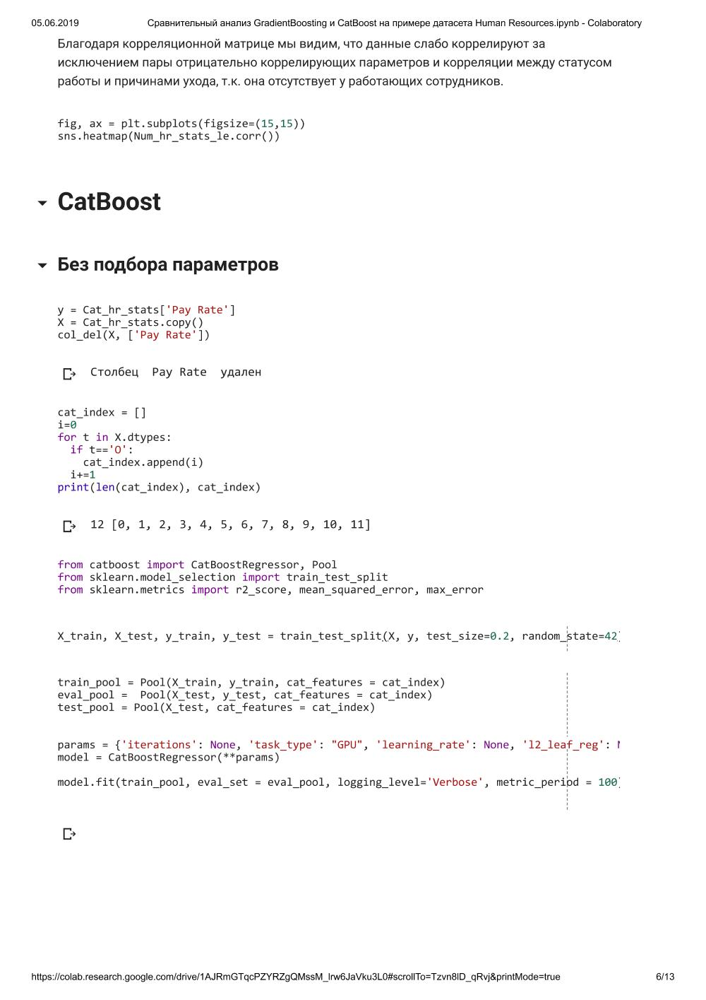 05.06.2019 Сравнительный анализ GradientBoosting и CatBoost на примере датасета Human Resources.ipynb - Colaboratory
Благодаря корреляционной матрице мы видим, что данные слабо коррелируют за
исключением пары отрицательно коррелирующих параметров и корреляции между статусом
работы и причинами ухода, т.к. она отсутствует у работающих сотрудников.
fig, ax = plt.subplots(figsize=(15,15))
sns.heatmap(Num_hr_stats_le.corr())
CatBoost
Без подбора параметров
y = Cat_hr_stats['Pay Rate']
X = Cat_hr_stats.copy()
col_del(X, ['Pay Rate'])
Столбец  Pay Rate  удален
cat_index = []
i=0
for t in X.dtypes:
  if t=='O':
    cat_index.append(i)
  i+=1
print(len(cat_index), cat_index)
12 [0, 1, 2, 3, 4, 5, 6, 7, 8, 9, 10, 11]
from catboost import CatBoostRegressor, Pool
from sklearn.model_selection import train_test_split
from sklearn.metrics import r2_score, mean_squared_error, max_error
X_train, X_test, y_train, y_test = train_test_split(X, y, test_size=0.2, random_state=42)
train_pool = Pool(X_train, y_train, cat_features = cat_index)
eval_pool =  Pool(X_test, y_test, cat_features = cat_index)
test_pool = Pool(X_test, cat_features = cat_index)
params = {'iterations': None, 'task_type': "GPU", 'learning_rate': None, 'l2_leaf_reg':
model = CatBoostRegressor(**params)
model.fit(train_pool, eval_set = eval_pool, logging_level='Verbose', metric_period = 100)
https://colab.research.google.com/drive/1AJRmGTqcPZYRZgQMssM_lrw6JaVku3L0#scrollTo=Tzvn8lD_qRvj&printMode=true 6/13